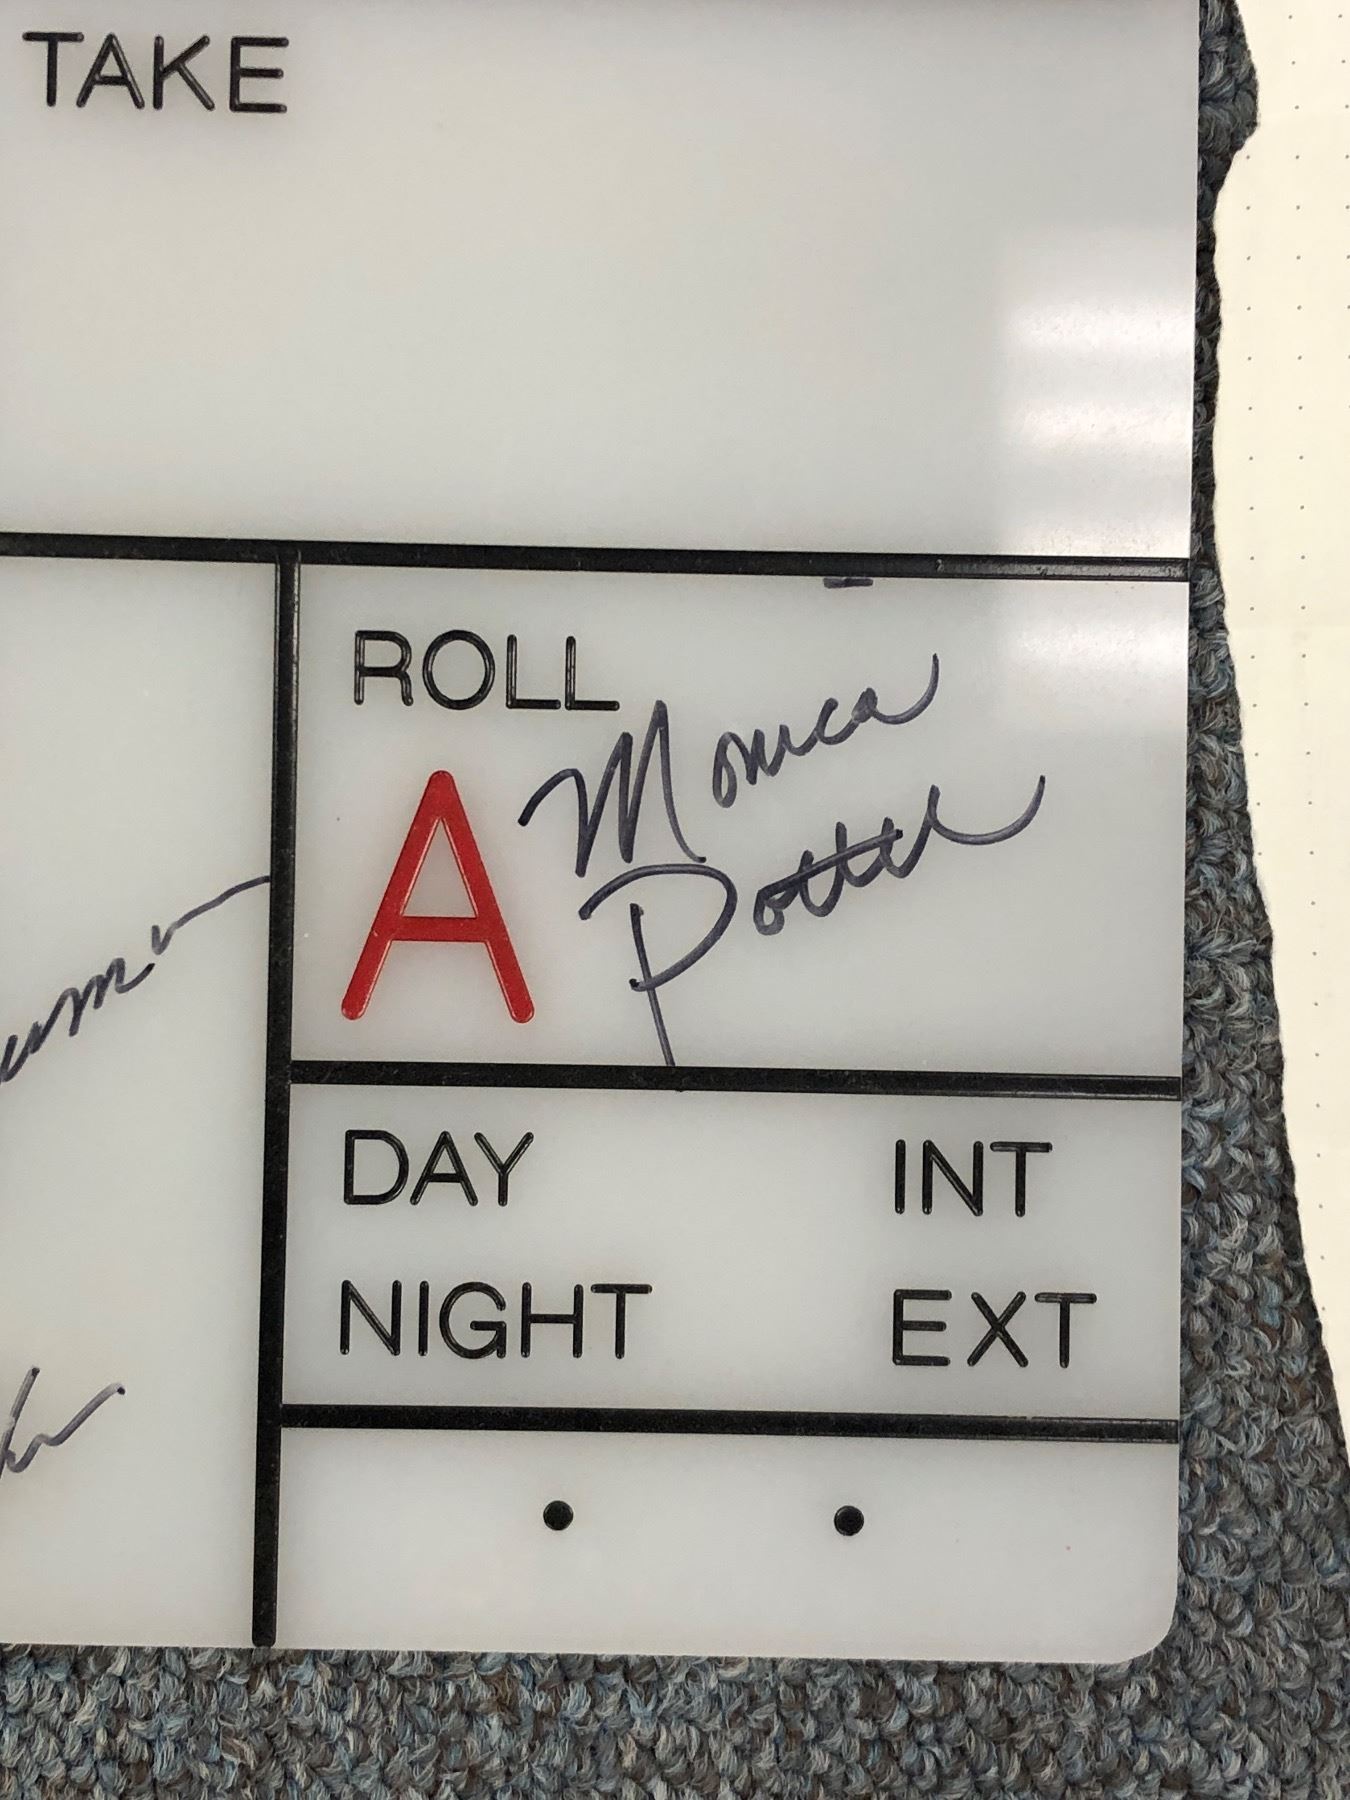 TAKE
ROLL
A
Monica
Potter
DAY INT
NIGHT EXT